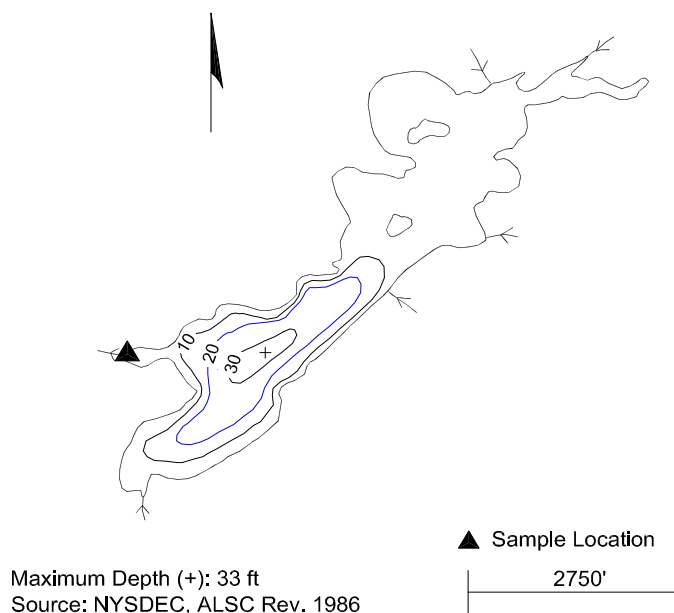 10
20
30
Sample Location
Maximum Depth (+): 33 ft
2750'
Source: NYSDEC, ALSC Rev. 1986